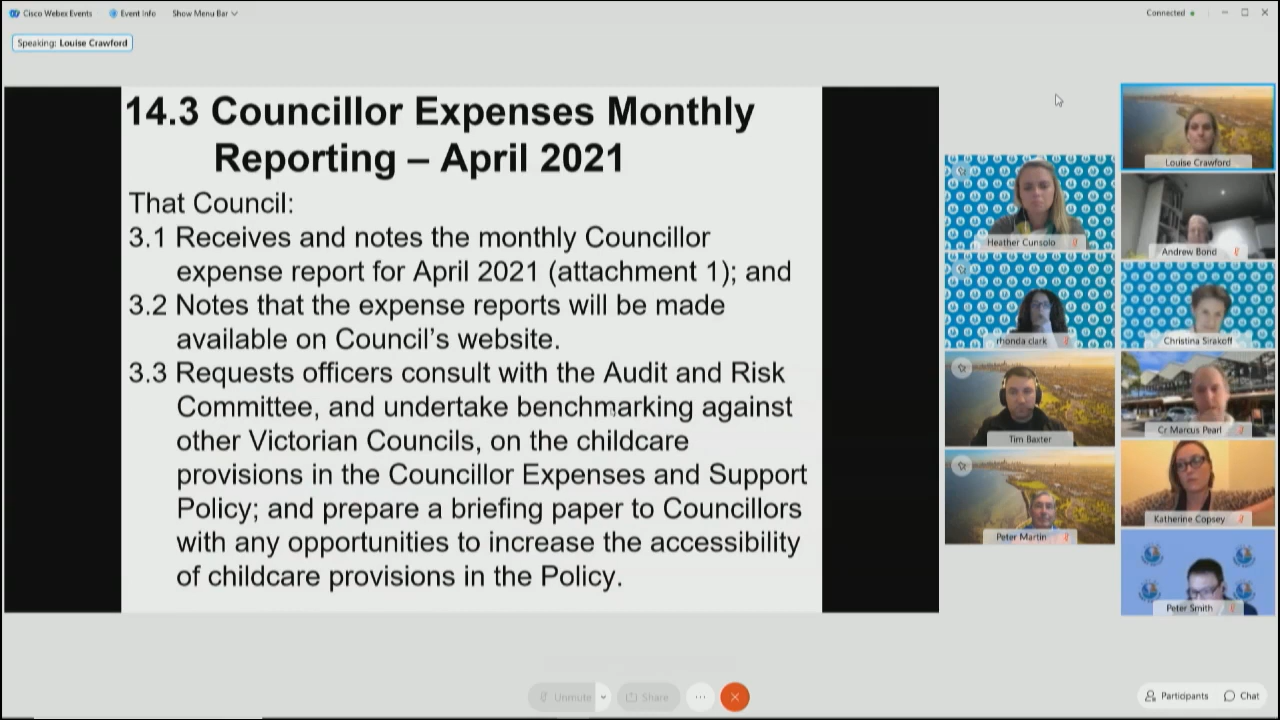 Cisco Webex Events
Event Info
Show Menu Bar
Connected
Speaking: Louise Crawford
14.3 Councillor Expenses Monthly
Reporting – April 2021
That Council:
3.1 Receives and notes the monthly Councillor
expense report for April 2021 (attachment 1); and
3.2 Notes that the expense reports will be made
available on Council’s website.
3.3 Requests officers consult with the Audit and Risk
Committee, and undertake benchmarking against
other Victorian Councils, on the childcare
provisions in the Councillor Expenses and Support
Policy; and prepare a briefing paper to Councillors
with any opportunities to increase the accessibility
of childcare provisions in the Policy.
Louise Crawford
Heather Cunsolo
Andrew Bond
rhonda clark
Christina Sirakoff
Tim Baxter
Cr Marcus Pearl
Peter Martin
Katherine Copsey
Peter Smith
Unmute
Share
Participants
Chat